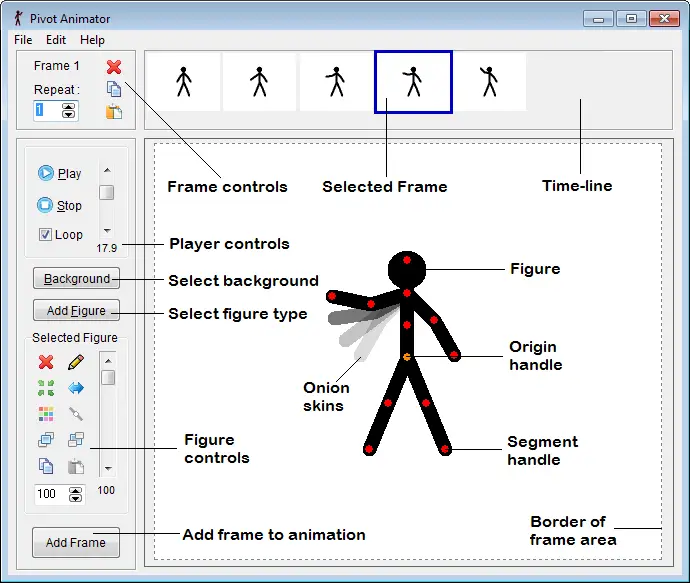 Pivot Animator
File Edit Help
Frame 1
Repeat :
1
Frame controls
Selected Frame
Time-line
Play
Stop
Loop
17.9
Player controls
Background
Select background
Add Figure
Select figure type
Selected Figure
Figure
Origin
handle
Onion
skins
Figure
controls
Segment
handle
100
100
Add Frame
Add frame to animation
Border of
frame area